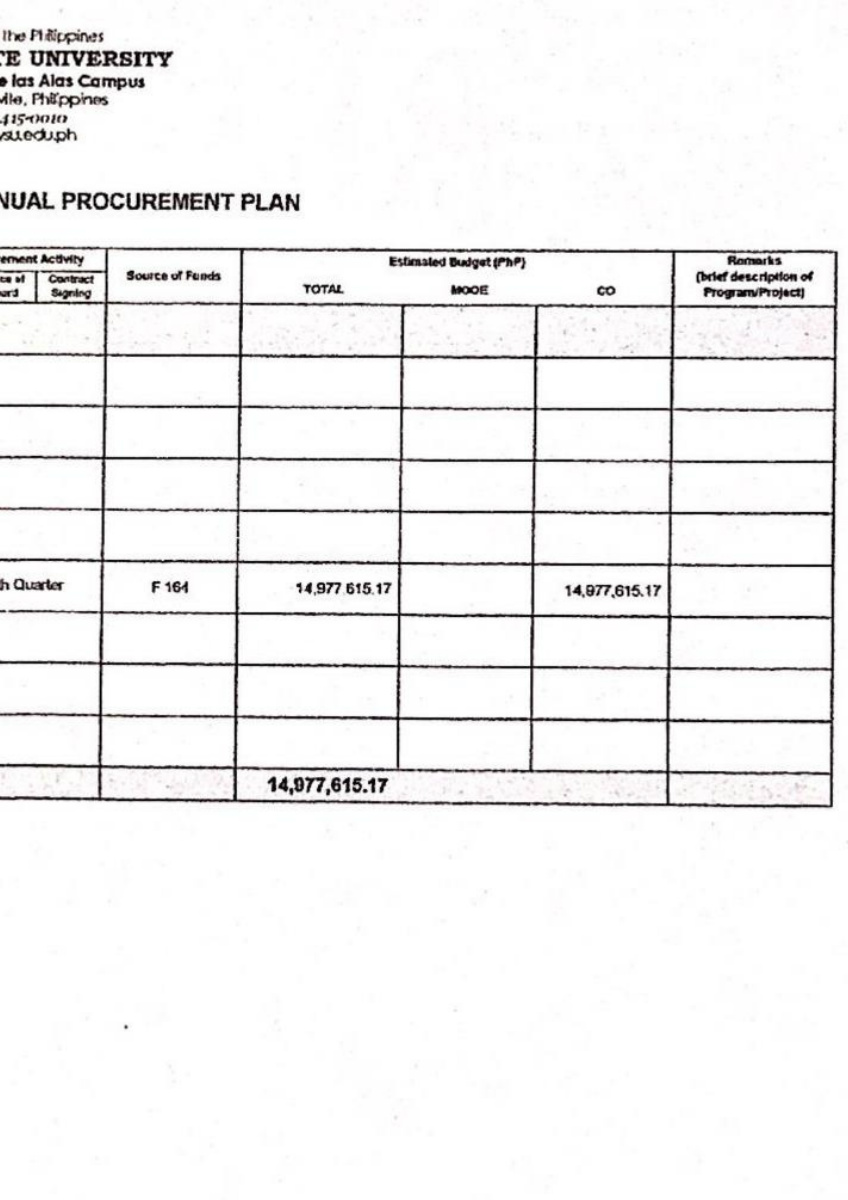 the Philippines
TE UNIVERSITY
e las Alas Campus
Philippines
415-0010
vsu.edu.ph
NUAL PROCUREMENT PLAN
ement Activity
Source of Funds
Estimated Budget (PhP)
Remarks
(brief description of
Program/Project)
ce of
ard
Contract
Signing
TOTAL MOOE CO
h Quarter F 164 14,977,615.17 14,977,615.17
14,977,615.17